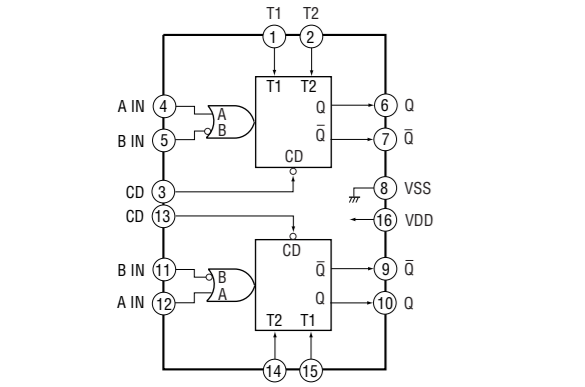 T1 T2
1 2
T1 T2
A IN 4 A Q 6 Q
B IN 5 B Q̅ 7 Q̅
CD
CD 3 8 VSS
CD 13 16 VDD
CD
B IN 11 B Q̅ 9 Q̅
A IN 12 A Q 10 Q
T2 T1
14 15